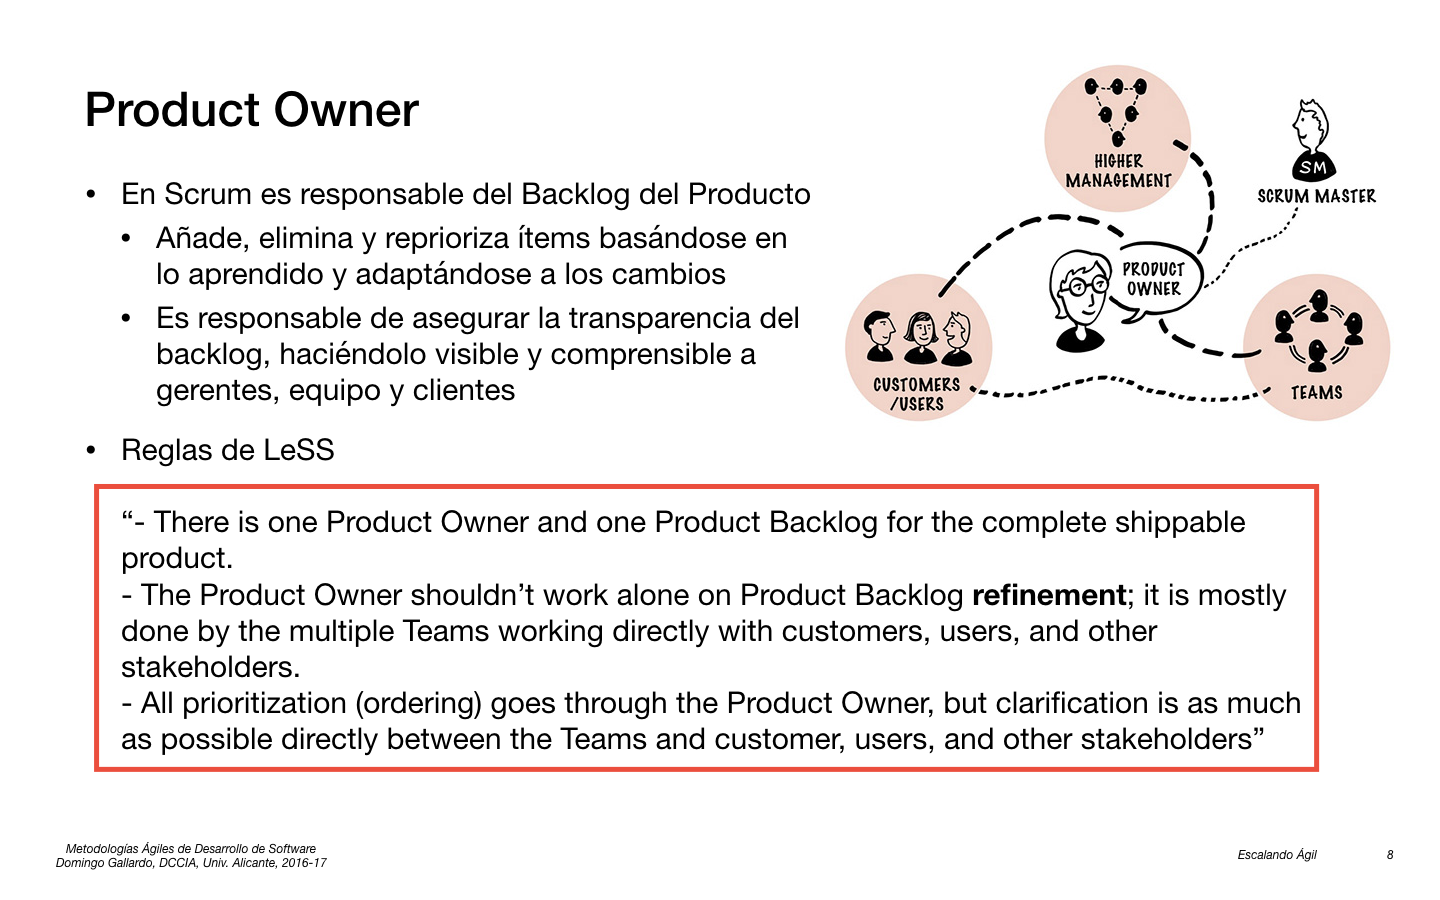 Product Owner
• En Scrum es responsable del Backlog del Producto
• Añade, elimina y reprioriza ítems basándose en
lo aprendido y adaptándose a los cambios
• Es responsable de asegurar la transparencia del
backlog, haciéndolo visible y comprensible a
gerentes, equipo y clientes
• Reglas de LeSS
“- There is one Product Owner and one Product Backlog for the complete shippable
product.
- The Product Owner shouldn’t work alone on Product Backlog refinement; it is mostly
done by the multiple Teams working directly with customers, users, and other
stakeholders.
- All prioritization (ordering) goes through the Product Owner, but clarification is as much
as possible directly between the Teams and customer, users, and other stakeholders”
HIGHER
MANAGEMENT
SM
SCRUM MASTER
PRODUCT
OWNER
CUSTOMERS
/USERS
TEAMS
Metodologías Ágiles de Desarrollo de Software
Domingo Gallardo, DCCIA, Univ. Alicante, 2016-17
Escalando Ágil
8